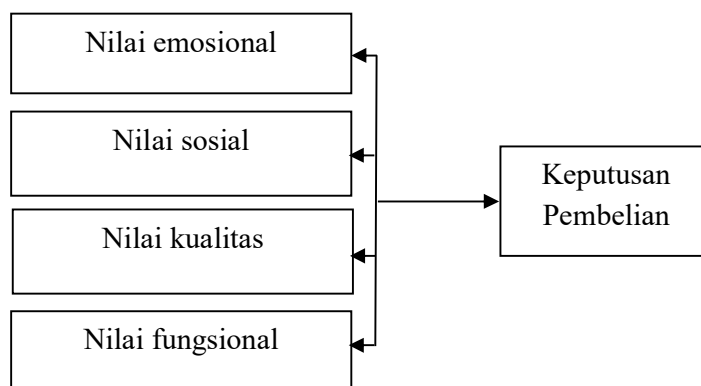 Nilai emosional
Nilai sosial
Nilai kualitas
Nilai fungsional
Keputusan
Pembelian